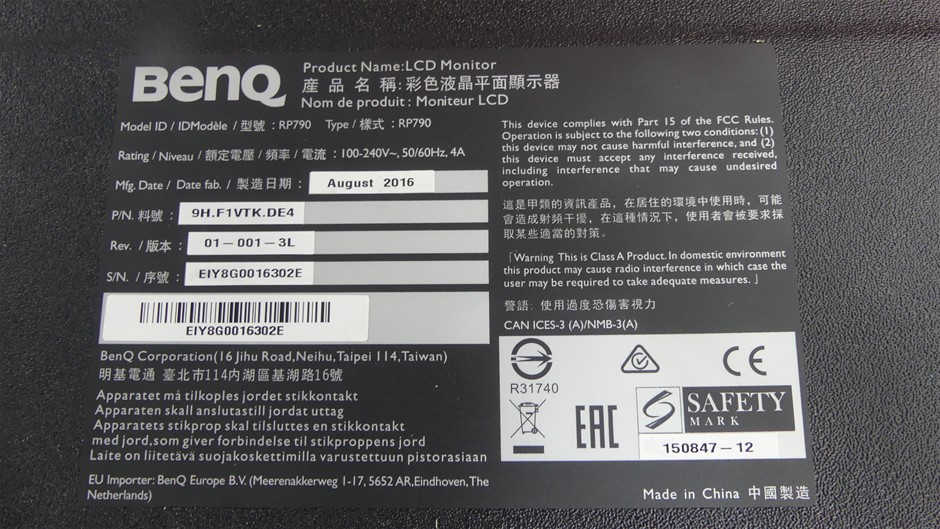 BenQ
Product Name:LCD Monitor
産 品 名 稱: 彩色液晶平面顯示器
Nom de produit : Moniteur LCD
Model ID / IDModèle / 型號 : RP790 Type / 樣式 : RP790
Rating / Niveau / 額定電壓 / 頻率 / 電流 : 100-240V~, 50/60Hz, 4A
Mfg. Date / Date fab. / 製造日期 : August 2016
P/N. 料號 : 9H.F1VTK.DE4
Rev. / 版本 : 01-001-3L
S/N. / 序號 : EIY8G0016302E
EIY8G0016302E
BenQ Corporation(16 Jihu Road,Neihu,Taipei 114,Taiwan)
明基電通 臺北市114內湖區基湖路16號
Apparatet må tilkoples jordet stikkontakt
Apparaten skall anslutastill jordat uttag
Apparatets stikprop skal tilsluttes en stikkontakt
med jord,som giver forbindelse til stikproppens jord
Laite on liitetävä suojakoskettimilla varustettuun pistorasiaan
EU Importer: BenQ Europe B.V. (Meerenakkerweg 1-17, 5652 AR,Eindhoven,The
Netherlands)
This device complies with Part 15 of the FCC Rules.
Operation is subject to the following two conditions: (1)
this device may not cause harmful interference, and (2)
this device must accept any interference received,
including interference that may cause undesired
operation.
這是甲類的資訊產品，在居住的環境中使用時，可能
會造成射頻干擾，在這種情況下，使用者會被要求採
取某些適當的對策。
「Warning This is Class A Product. In domestic environment
this product may cause radio interference in which case the
user may be required to take adequate measures.」
警語: 使用過度恐傷害視力
CAN ICES-3 (A)/NMB-3(A)
R31740
CE
EAC
SAFETY
MARK
150847-12
Made in China 中國製造